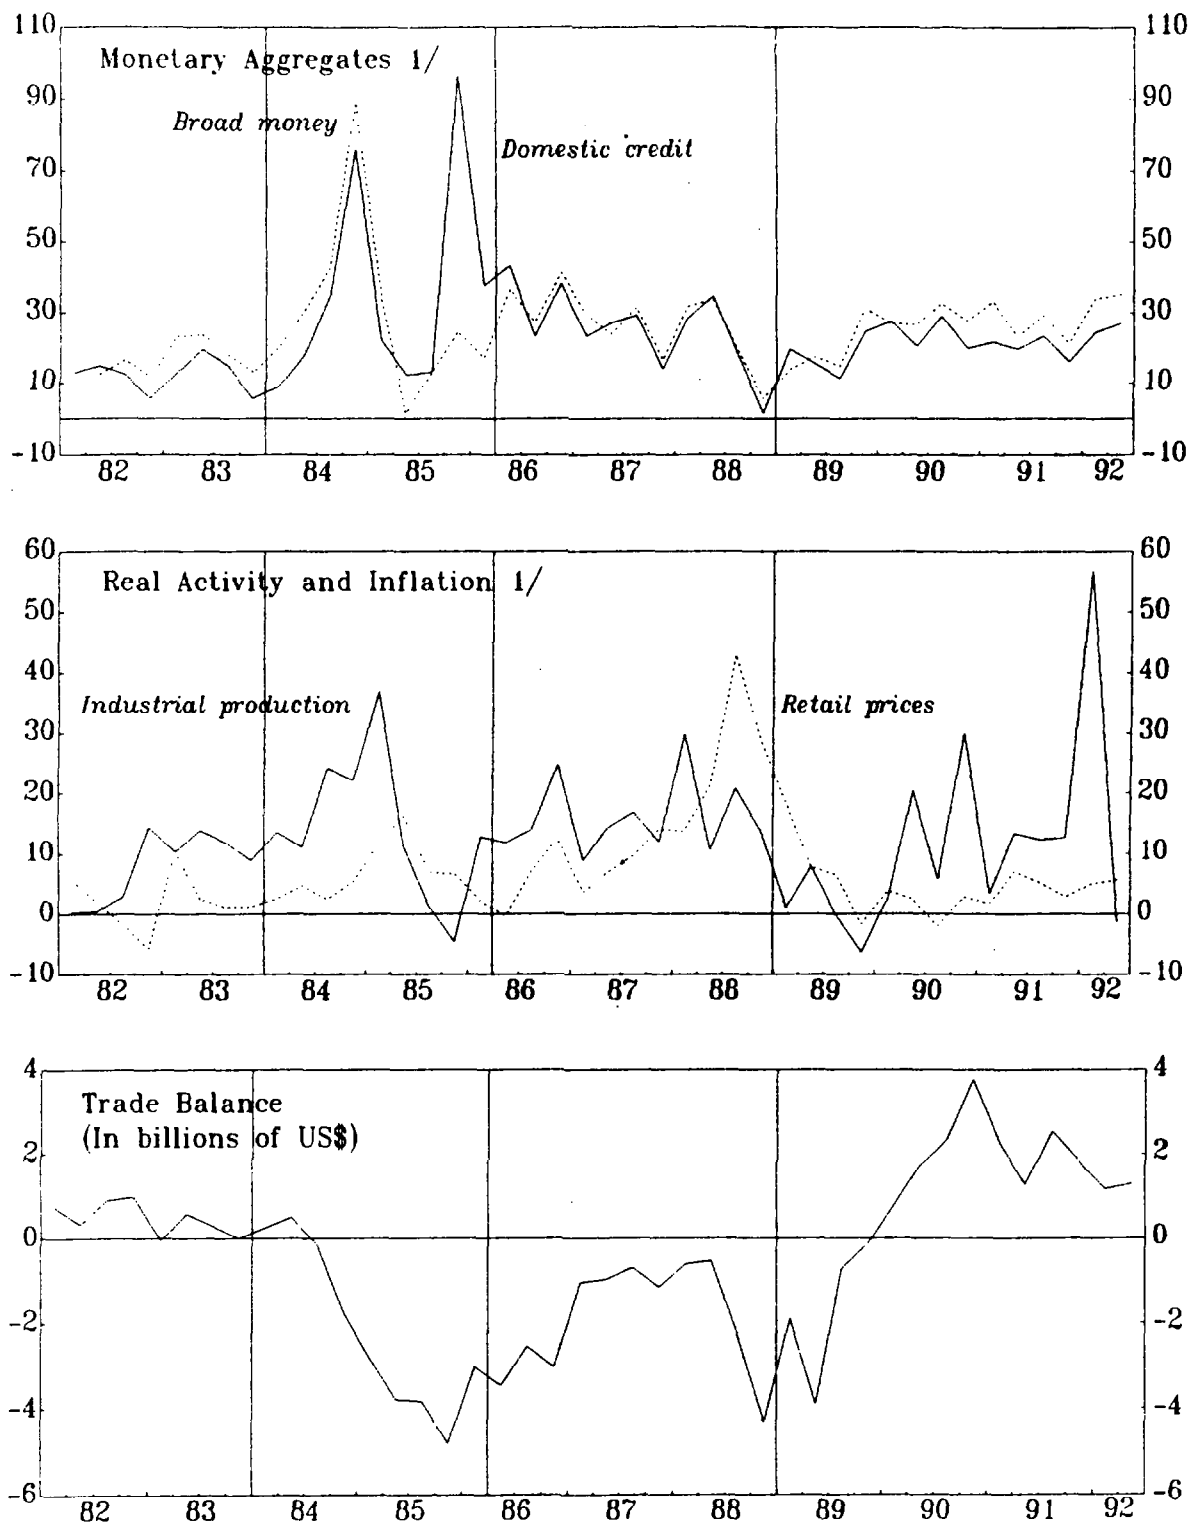 110 110
Monetary Aggregates 1/
90 90
Broad money
Domestic credit
70 70
50 50
30 30
10 10
-10 -10
82 83 84 85 86 87 88 89 90 91 92
60 60
Real Activity and Inflation 1/
50 50
40 40
Industrial production Retail prices
30 30
20 20
10 10
0 0
-10 -10
82 83 84 85 86 87 88 89 90 91 92
4 4
Trade Balance
(In billions of US$)
2 2
0 0
-2 -2
-4 -4
-6 -6
82 83 84 85 86 87 88 89 90 91 92